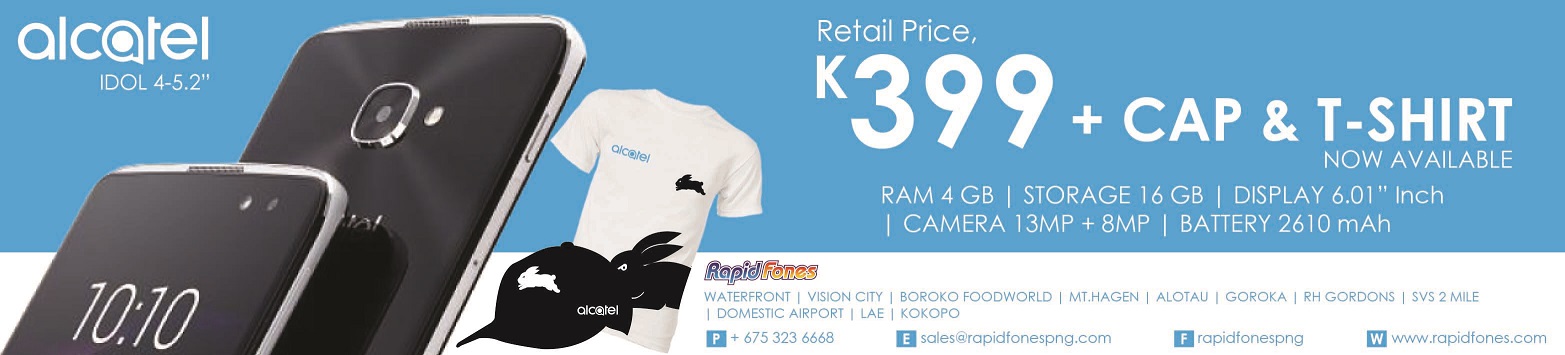 alcatel
IDOL 4-5.2”
10:10
alcatel
alcatel
Retail Price,
K399 + CAP & T-SHIRT
NOW AVAILABLE
RAM 4 GB | STORAGE 16 GB | DISPLAY 6.01” Inch
| CAMERA 13MP + 8MP | BATTERY 2610 mAh
Rapid Fones
WATERFRONT | VISION CITY | BOROKO FOODWORLD | MT.HAGEN | ALOTAU | GOROKA | RH GORDONS | SVS 2 MILE
| DOMESTIC AIRPORT | LAE | KOKOPO
P + 675 323 6668 E sales@rapidfonespng.com F rapidfonespng W www.rapidfones.com